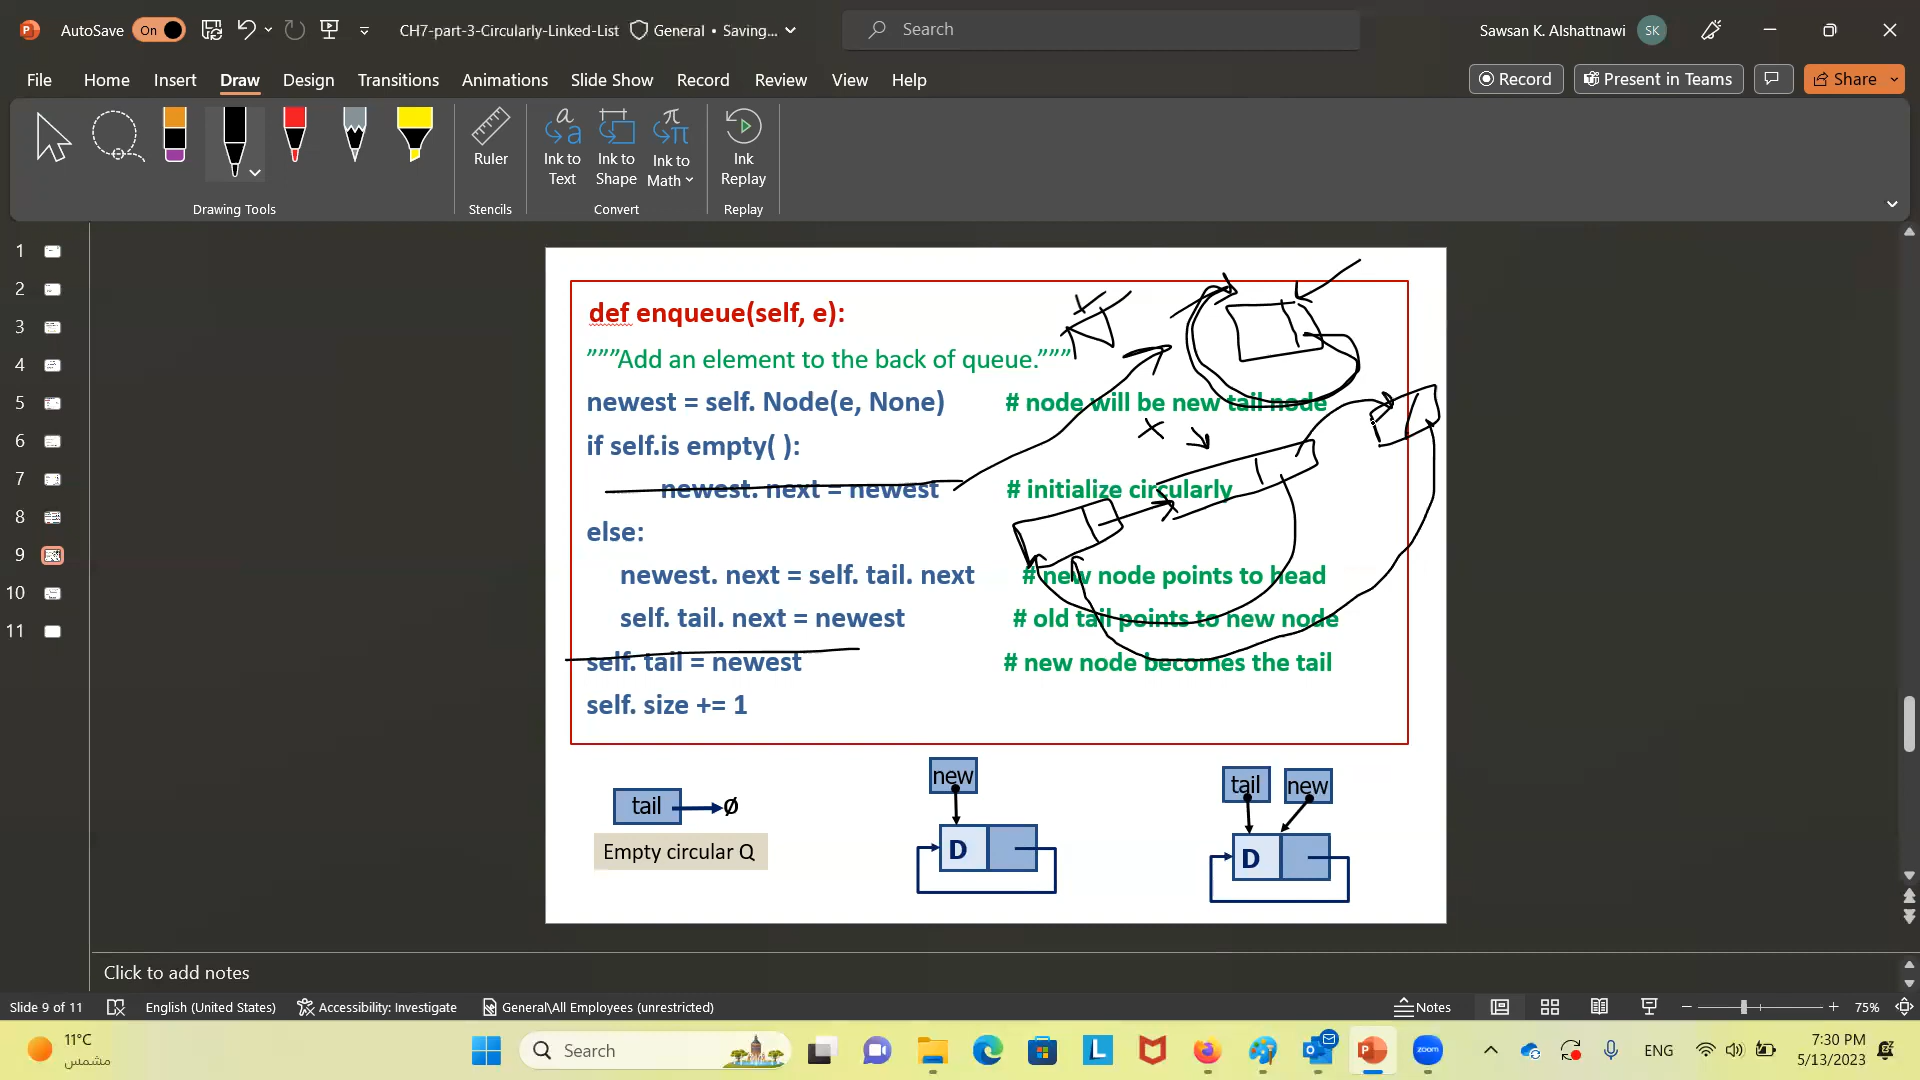 AutoSave On CH7-part-3-Circularly-Linked-List General • Saving... Search Sawsan K. Alshattnawi SK
File Home Insert Draw Design Transitions Animations Slide Show Record Review View Help Record Present in Teams Share
Ruler
Ink to Text
Ink to Shape
Ink to Math
Ink Replay
Drawing Tools Stencils Convert Replay
1
2
3
4
5
6
7
8
9
10
11
def enqueue(self, e):
”””Add an element to the back of queue.”””
newest = self. Node(e, None) # node will be new tail node
if self.is empty( ):
newest. next = newest # initialize circularly
else:
newest. next = self. tail. next # new node points to head
self. tail. next = newest # old tail points to new node
self. tail = newest # new node becomes the tail
self. size += 1
new
tail new
tail ∅
D
D
Empty circular Q
Click to add notes
Slide 9 of 11 English (United States) Accessibility: Investigate General\All Employees (unrestricted) Notes 75%
11°C
مشمس
Search
zoom
ENG
7:30 PM
5/13/2023